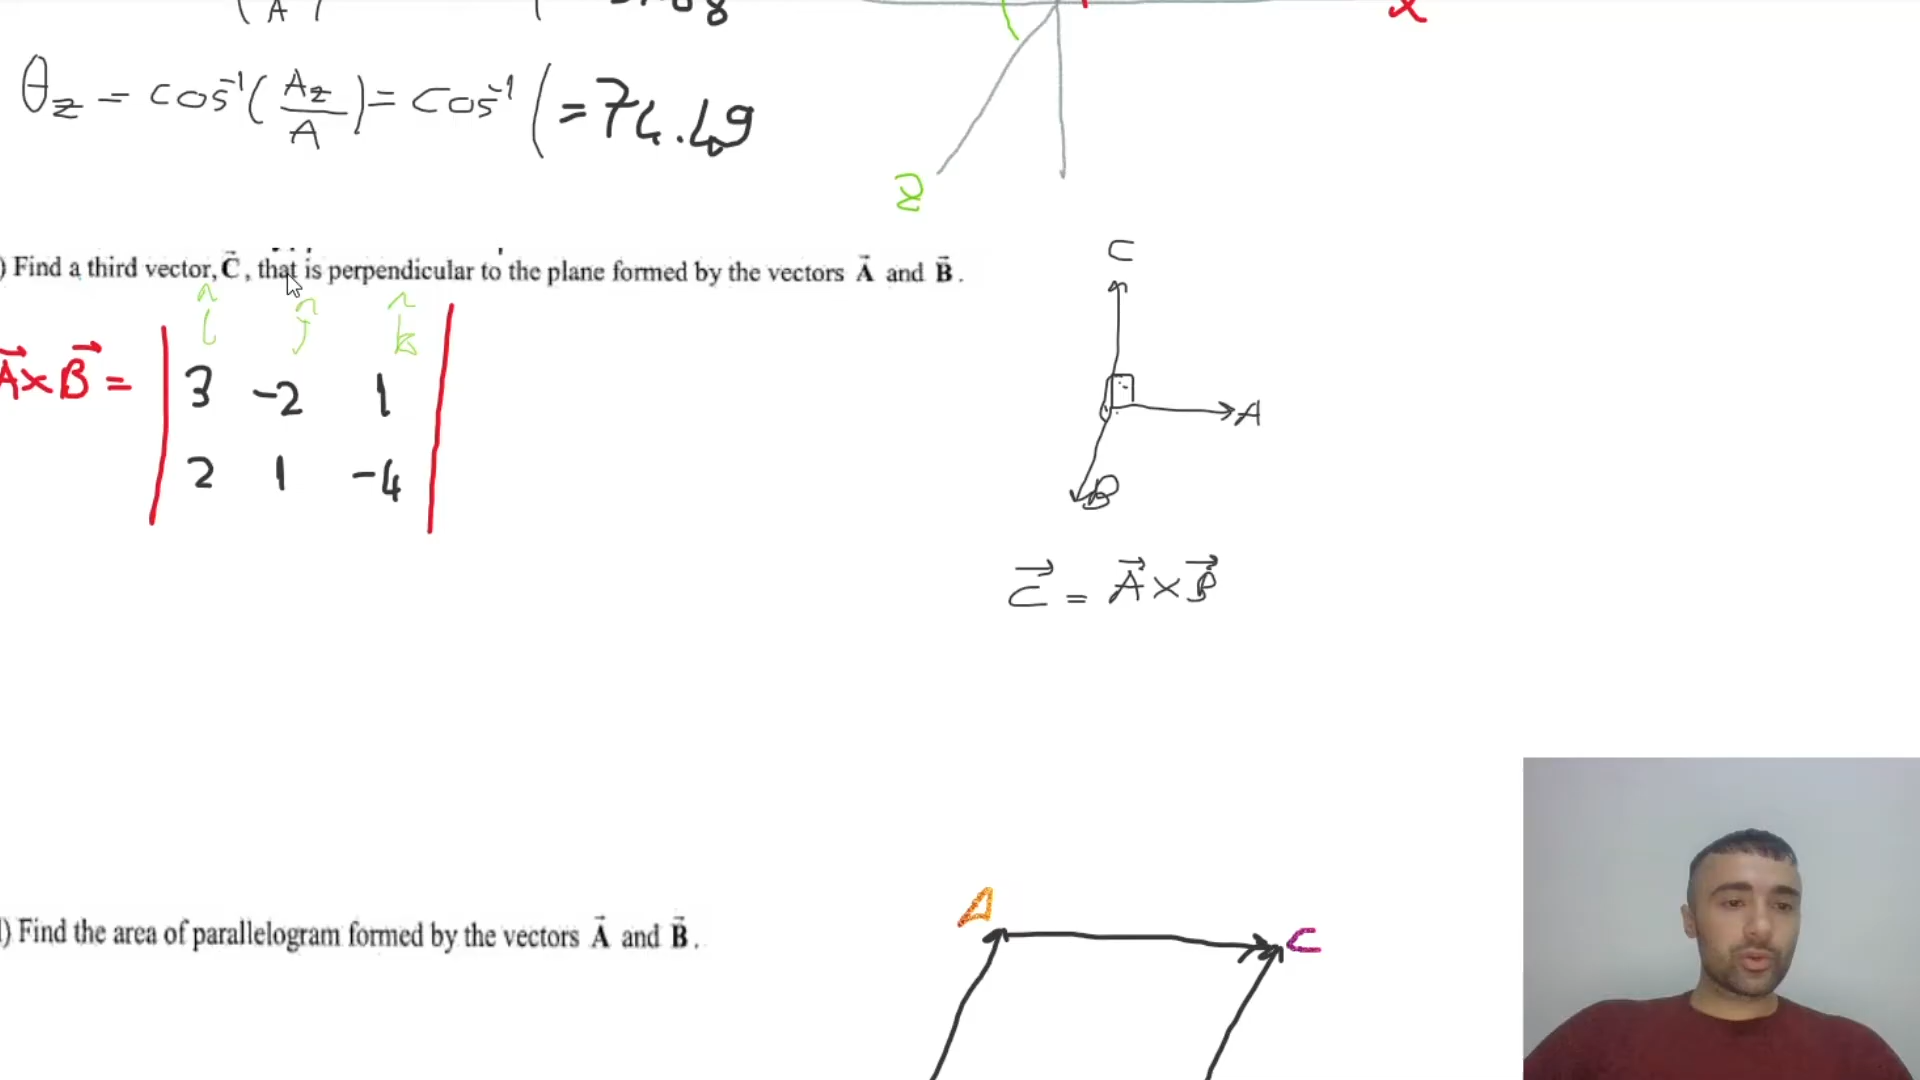 θz = cos⁻¹(Az/A) = cos⁻¹( = 74.49
x
z
) Find a third vector, C⃗, that is perpendicular to the plane formed by the vectors A⃗ and B⃗.
A⃗×B⃗ =
î ĵ k̂
3 -2 1
2 1 -4
C
A
B
C⃗ = A⃗×B⃗
) Find the area of parallelogram formed by the vectors A⃗ and B⃗.
A
C